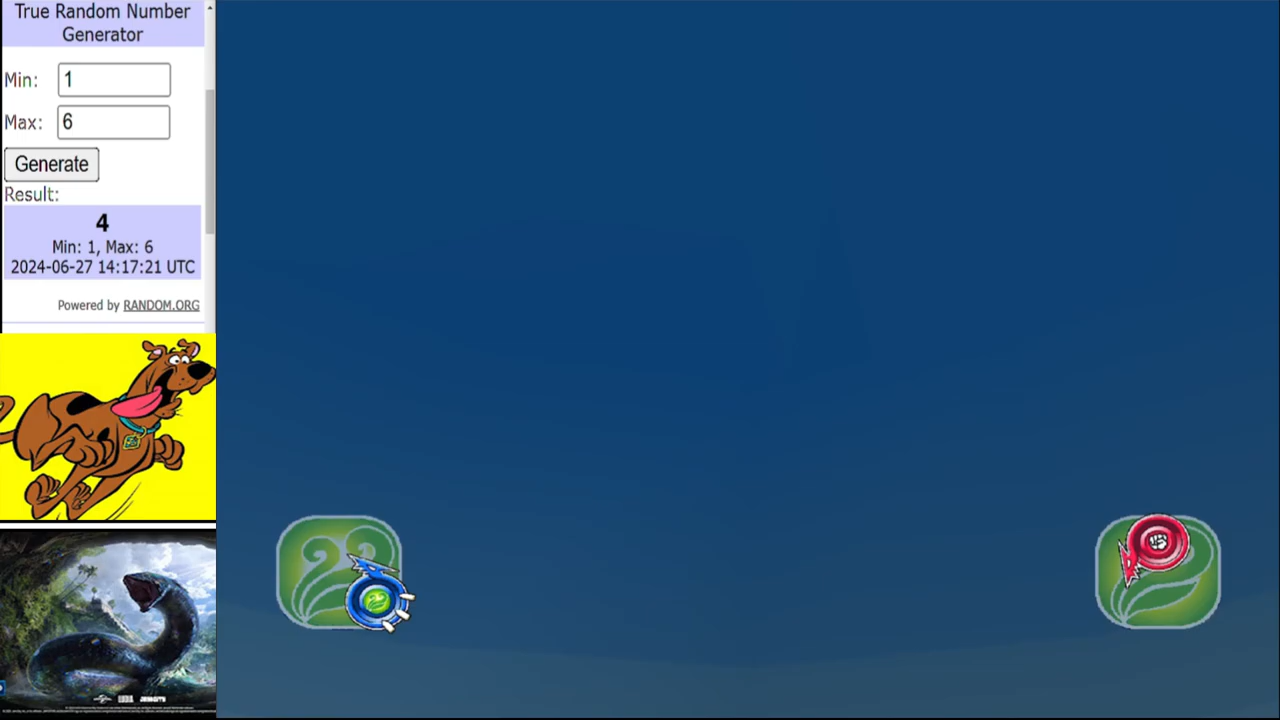 True Random Number
Generator
Min: 1
Max: 6
Generate
Result:
4
Min: 1, Max: 6
2024-06-27 14:17:21 UTC
Powered by RANDOM.ORG